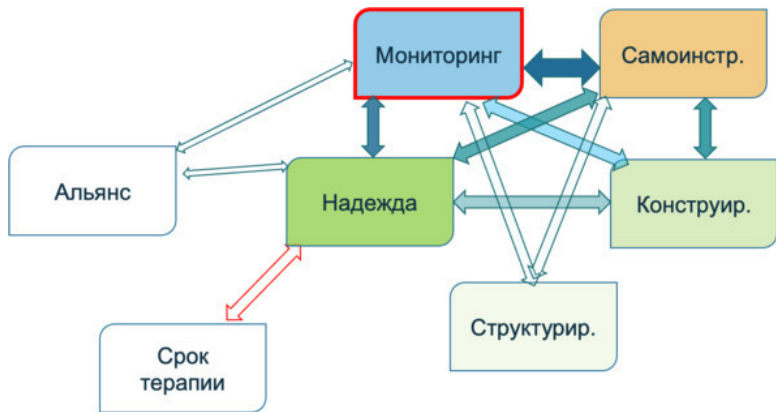 Мониторинг
Самоинстр.
Альянс
Надежда
Конструир.
Структурир.
Срок
терапии